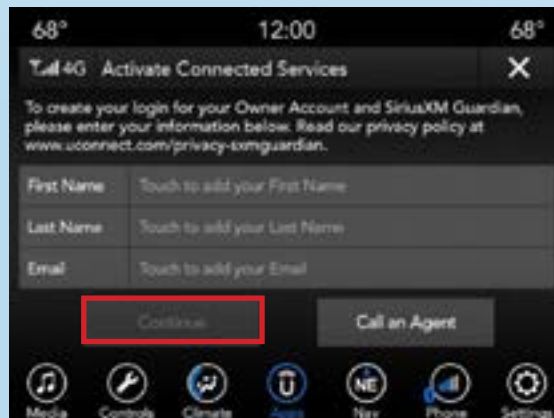 68° 12:00 68°
4G Activate Connected Services X
To create your login for your Owner Account and SiriusXM Guardian,
please enter your information below. Read our privacy policy at
www.uconnect.com/privacy-sxmguardian.
First Name Touch to add your First Name
Last Name Touch to add your Last Name
Email Touch to add your Email
Continue Call an Agent
NE
Media Controls Climate Apps Nav Phone Settings